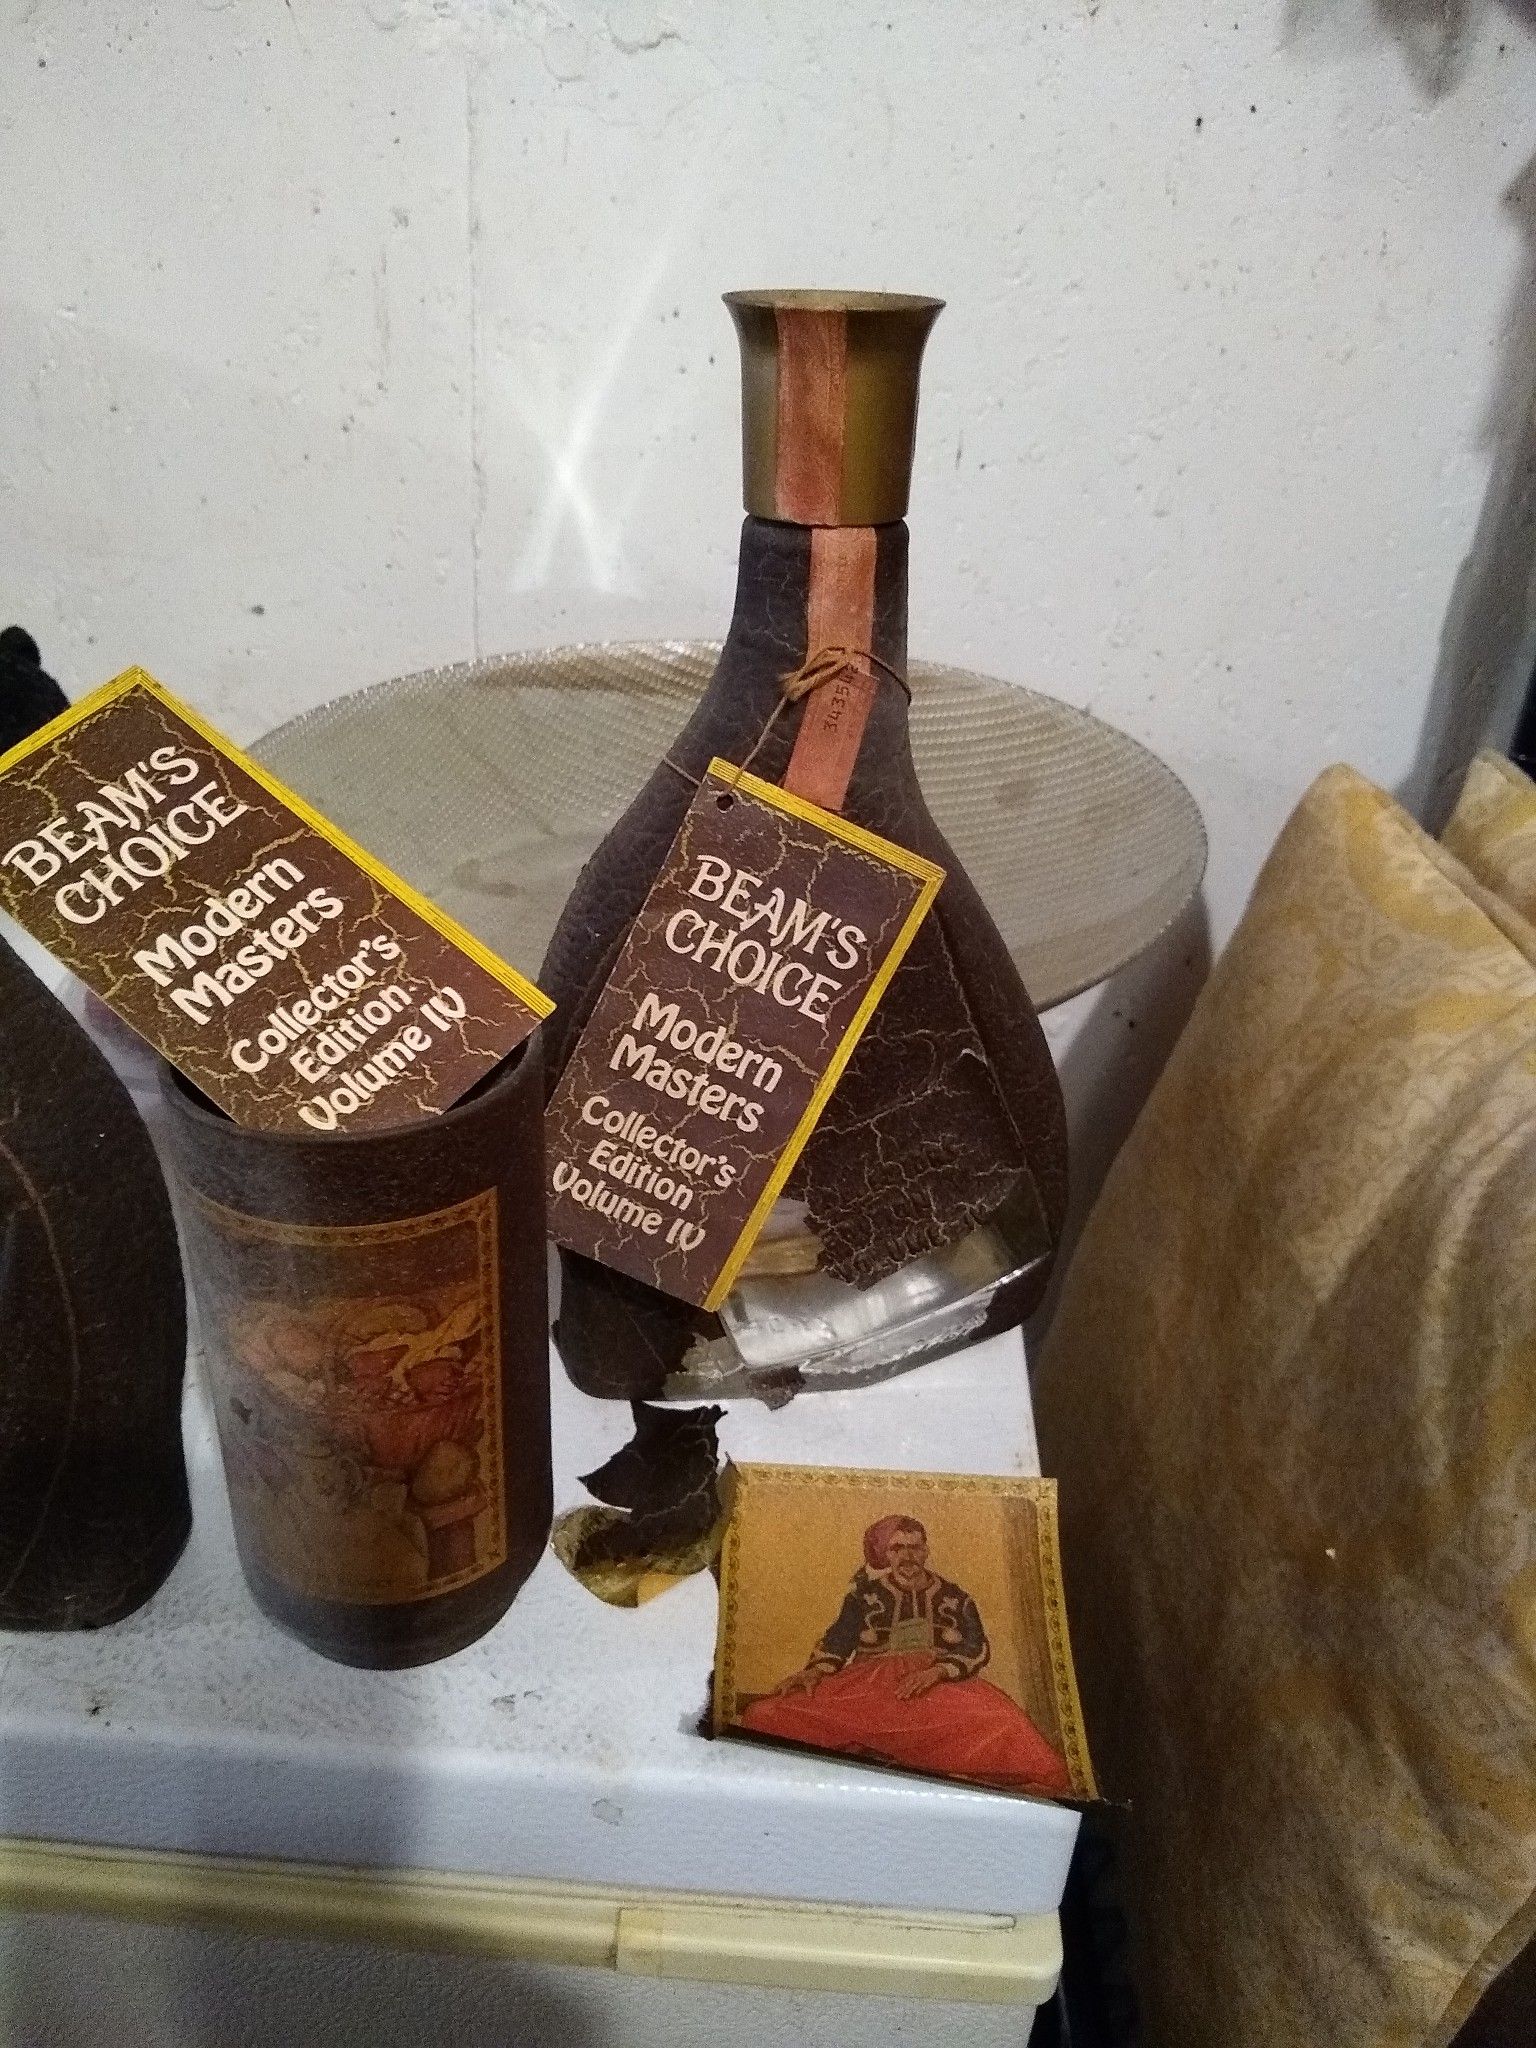 BEAM'S
CHOICE
Modern
Masters
Collector's
Edition
Volume IV
BEAM'S
CHOICE
Modern
Masters
Collector's
Edition
Volume IV